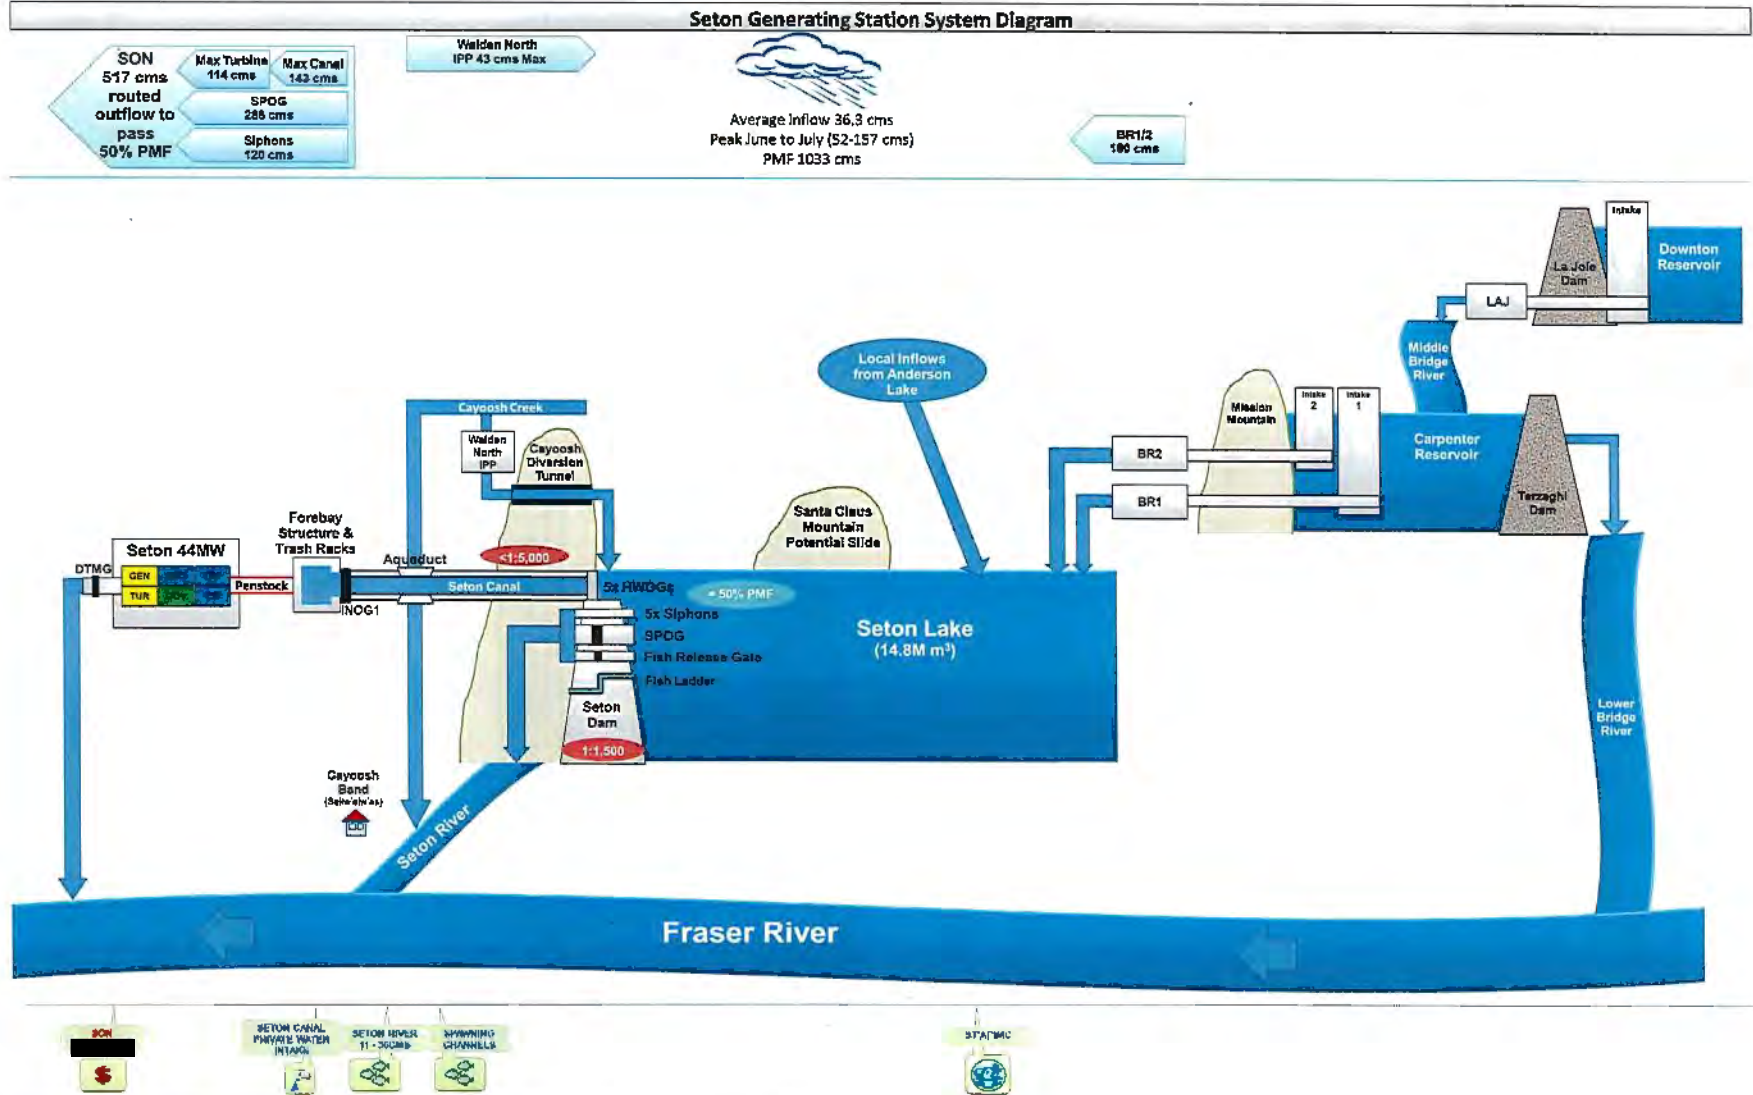 Seton Generating Station System Diagram
SON
517 cms
routed
outflow to
pass
50% PMF
Max Turbine
114 cms
Max Canal
143 cms
SPOG
286 cms
Siphons
120 cms
Walden North
IPP 43 cms Max
Average Inflow 36.3 cms
Peak June to July (52-157 cms)
PMF 1033 cms
BR1/2
160 cms
Intake
Downton
Reservoir
La Joie
Dam
LAJ
Middle
Bridge
River
Local Inflows
from Anderson
Lake
Mission
Mountain
Intake
2
Intake
1
Carpenter
Reservoir
Cayoosh Creek
Walden
North
IPP
Cayoosh
Diversion
Tunnel
BR2
BR1
Terzaghi
Dam
Santa Claus
Mountain
Potential Slide
Forebay
Structure &
Trash Racks
Seton 44MW
Aqueduct
<1:5,000
DTMG
GEN
TUR
Penstock
Seton Canal
INOG1
5x RWOGs
= 50% PMF
5x Siphons
SPOG
Fish Release Gate
Fish Ladder
Seton Lake
(14.8M m³)
Seton
Dam
1:1,500
Lower
Bridge
River
Cayoosh
Band
Seton River
Fraser River
SON
SETON CANAL
PRIVATE WATER
INTAKE
SETON RIVER
SPAWNING
CHANNELS